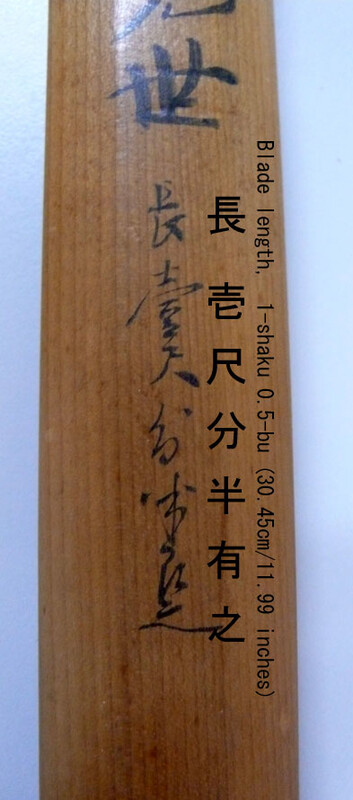 世
長壱尺分半有之
長壱尺分半有之
Blade length, 1-shaku 0.5-bu (30.45cm/11.99 inches)